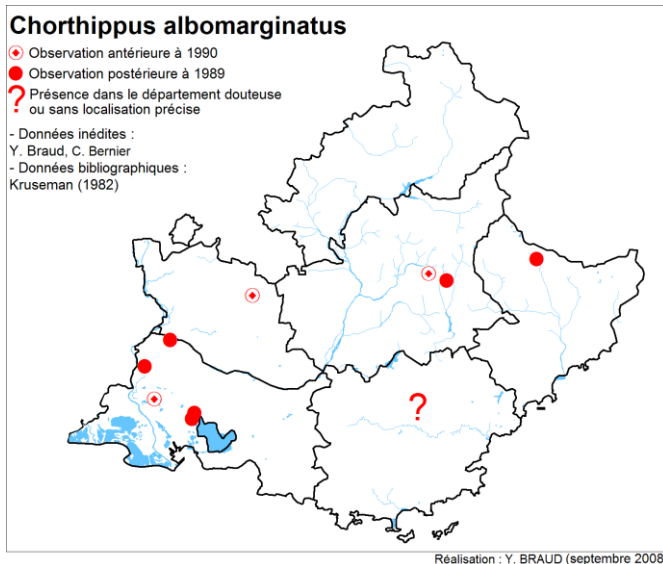 Chorthippus albomarginatus
Observation antérieure à 1990
Observation postérieure à 1989
? Présence dans le département douteuse
ou sans localisation précise
- Données inédites :
Y. Braud, C. Bernier
- Données bibliographiques :
Kruseman (1982)
?
Réalisation : Y. BRAUD (septembre 2008)